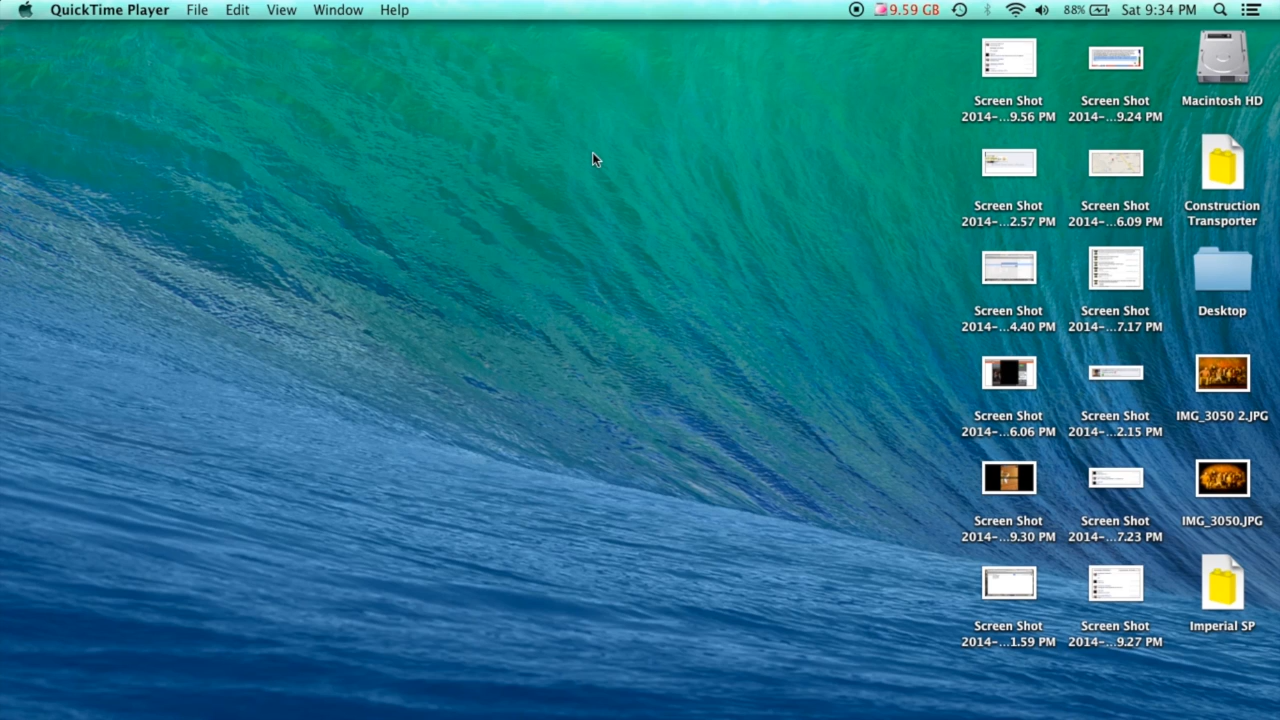 QuickTime Player File Edit View Window Help 9.59 GB 88% Sat 9:34 PM
Screen Shot
2014-...9.56 PM
Screen Shot
2014-...9.24 PM
Macintosh HD
Screen Shot
2014-...2.57 PM
Screen Shot
2014-...6.09 PM
Construction
Transporter
Screen Shot
2014-...4.40 PM
Screen Shot
2014-...7.17 PM
Desktop
Screen Shot
2014-...6.06 PM
Screen Shot
2014-...2.15 PM
IMG_3050 2.JPG
Screen Shot
2014-...9.30 PM
Screen Shot
2014-...7.23 PM
IMG_3050.JPG
Screen Shot
2014-...1.59 PM
Screen Shot
2014-...9.27 PM
Imperial SP